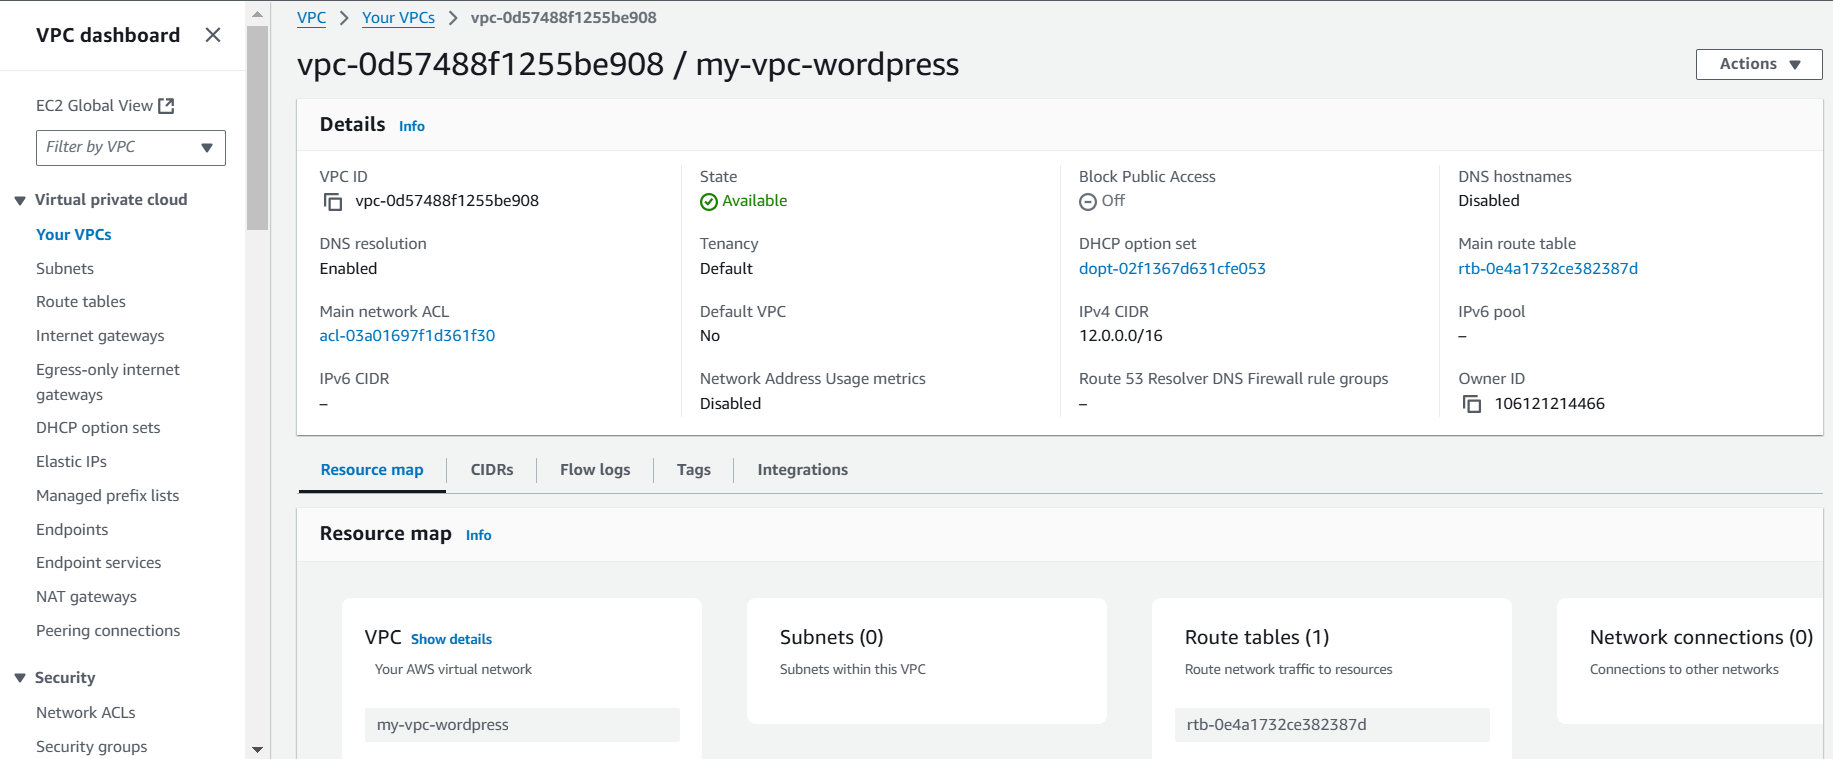 VPC dashboard
EC2 Global View
Filter by VPC
Virtual private cloud
Your VPCs
Subnets
Route tables
Internet gateways
Egress-only internet
gateways
DHCP option sets
Elastic IPs
Managed prefix lists
Endpoints
Endpoint services
NAT gateways
Peering connections
Security
Network ACLs
Security groups
VPC > Your VPCs > vpc-0d57488f1255be908
vpc-0d57488f1255be908 / my-vpc-wordpress
Actions
Details Info
VPC ID
vpc-0d57488f1255be908
State
Available
Block Public Access
Off
DNS hostnames
Disabled
DNS resolution
Enabled
Tenancy
Default
DHCP option set
dopt-02f1367d631cfe053
Main route table
rtb-0e4a1732ce382387d
Main network ACL
acl-03a01697f1d361f30
Default VPC
No
IPv4 CIDR
12.0.0.0/16
IPv6 pool
–
IPv6 CIDR
–
Network Address Usage metrics
Disabled
Route 53 Resolver DNS Firewall rule groups
–
Owner ID
106121214466
Resource map
CIDRs
Flow logs
Tags
Integrations
Resource map Info
VPC Show details
Your AWS virtual network
my-vpc-wordpress
Subnets (0)
Subnets within this VPC
Route tables (1)
Route network traffic to resources
rtb-0e4a1732ce382387d
Network connections (0)
Connections to other networks